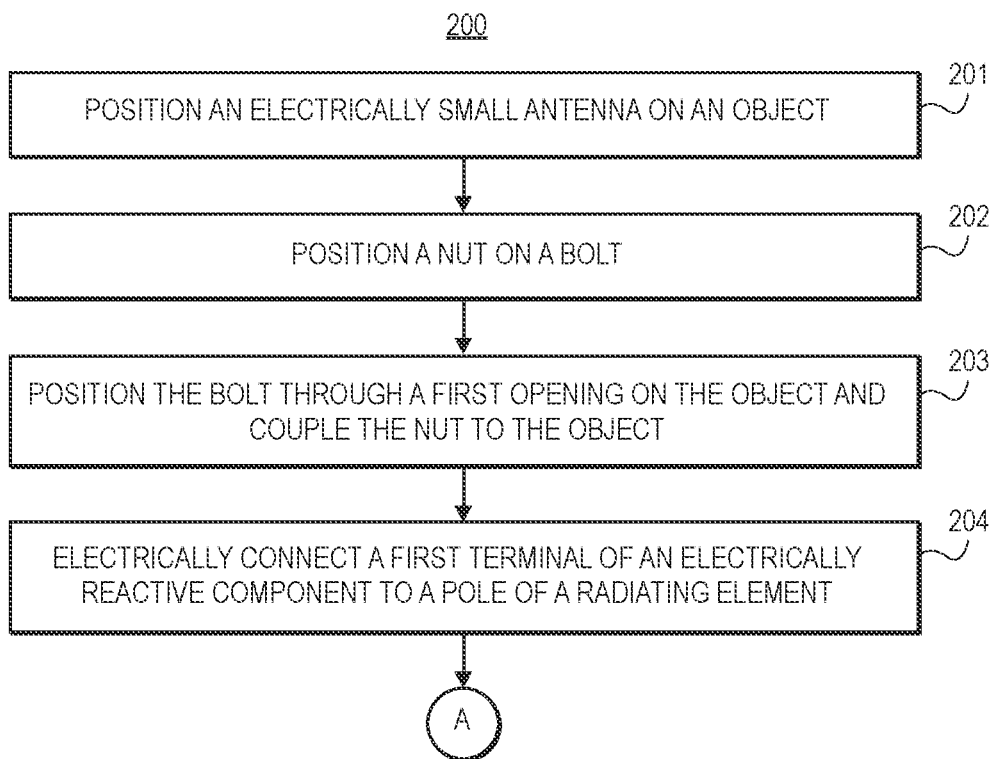 200
POSITION AN ELECTRICALLY SMALL ANTENNA ON AN OBJECT
201
POSITION A NUT ON A BOLT
202
POSITION THE BOLT THROUGH A FIRST OPENING ON THE OBJECT AND
COUPLE THE NUT TO THE OBJECT
203
ELECTRICALLY CONNECT A FIRST TERMINAL OF AN ELECTRICALLY
REACTIVE COMPONENT TO A POLE OF A RADIATING ELEMENT
204
A